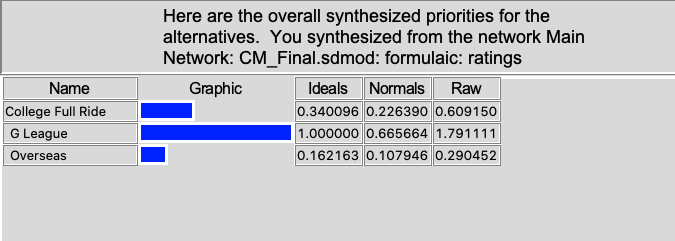 Here are the overall synthesized priorities for the
alternatives.  You synthesized from the network Main
Network: CM_Final.sdmod: formulaic: ratings
Name Graphic Ideals Normals Raw
College Full Ride 0.340096 0.226390 0.609150
G League 1.000000 0.665664 1.791111
Overseas 0.162163 0.107946 0.290452